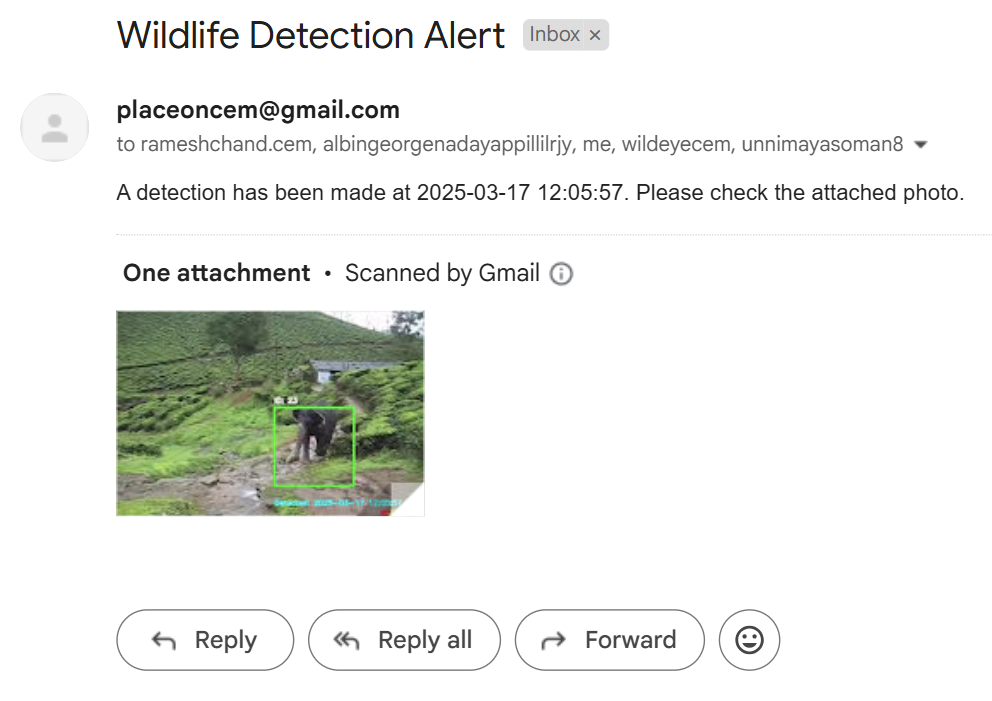 Wildlife Detection Alert Inbox ×
placeoncem@gmail.com
to rameshchand.cem, albingeorgenadayappillilrjy, me, wildeyecem, unnimayasoman8
A detection has been made at 2025-03-17 12:05:57. Please check the attached photo.
One attachment • Scanned by Gmail
ID: 23
Detected: 2025-03-17 12:05:57
Reply Reply all Forward